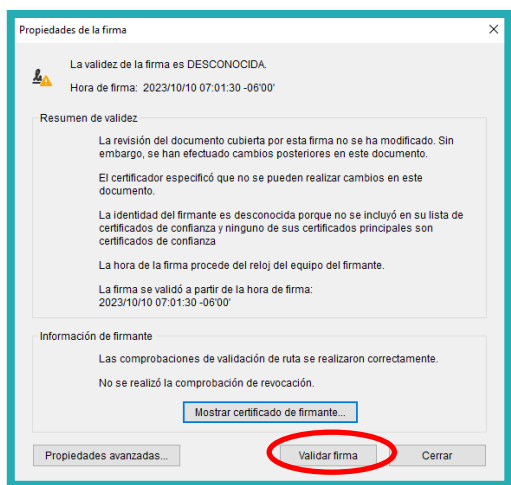 Propiedades de la firma
La validez de la firma es DESCONOCIDA.
Hora de firma: 2023/10/10 07:01:30 -06'00'
Resumen de validez
La revisión del documento cubierta por esta firma no se ha modificado. Sin
embargo, se han efectuado cambios posteriores en este documento.
El certificador especificó que no se pueden realizar cambios en este
documento.
La identidad del firmante es desconocida porque no se incluyó en su lista de
certificados de confianza y ninguno de sus certificados principales son
certificados de confianza
La hora de la firma procede del reloj del equipo del firmante.
La firma se validó a partir de la hora de firma:
2023/10/10 07:01:30 -06'00'
Información de firmante
Las comprobaciones de validación de ruta se realizaron correctamente.
No se realizó la comprobación de revocación.
Mostrar certificado de firmante...
Propiedades avanzadas... Validar firma Cerrar